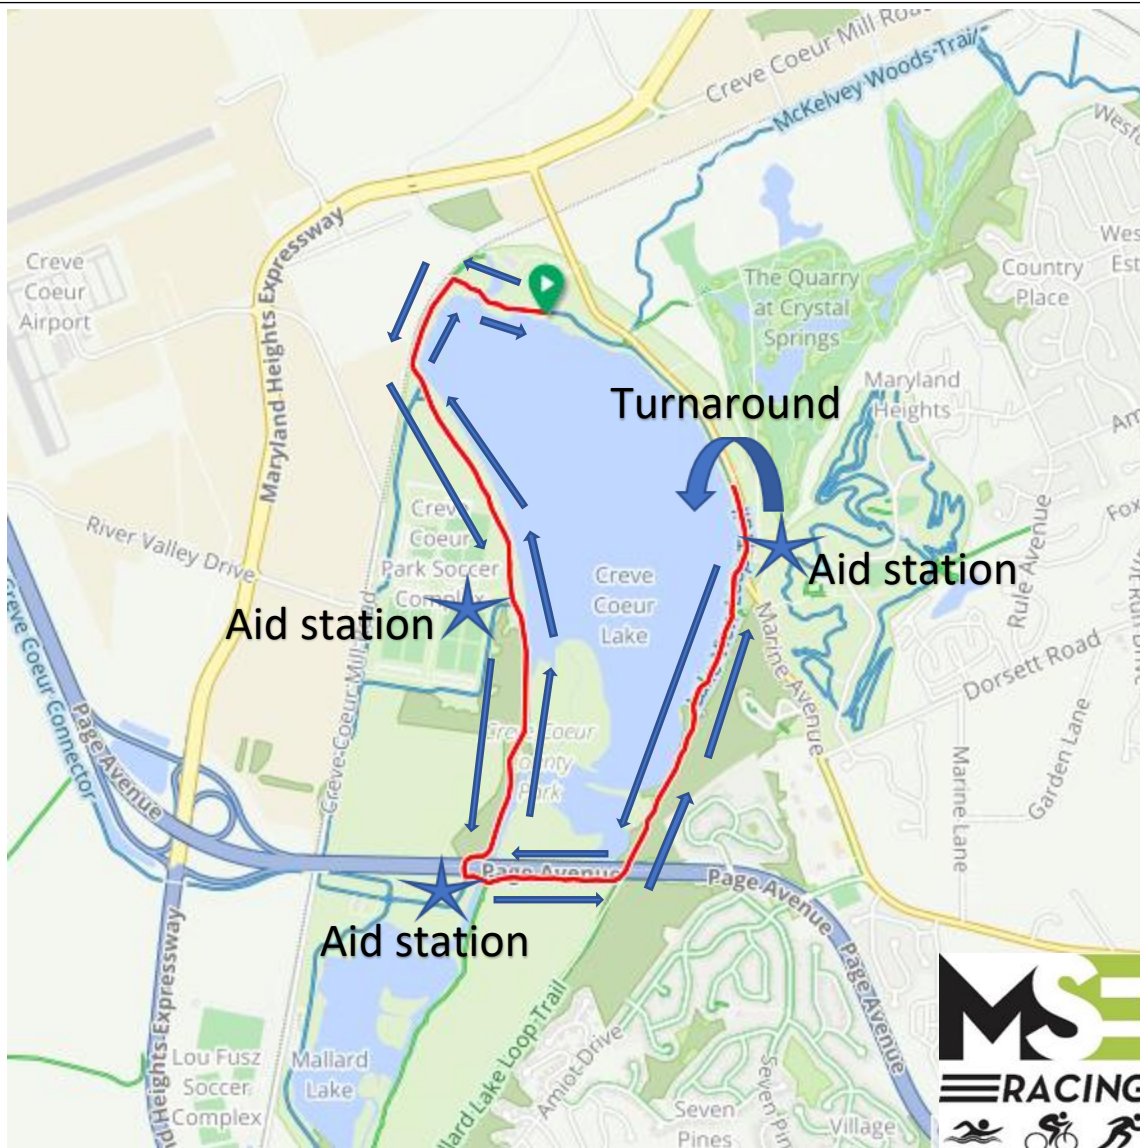 Creve Coeur Mill Road
McKelvey Woods Trail
Creve
Coeur
Airport
Maryland Heights Expressway
Country
Place
The Quarry
at Crystal
Springs
Maryland
Heights
Turnaround
Creve
Coeur
Park Soccer
Complex
River Valley Drive
Creve
Coeur
Lake
Aid station
Aid station
Rule Avenue
Marine Avenue
Dorsett Road
Creve Coeur Mill Road
Creve Coeur Connector
Page Avenue
Creve Coeur
County
Park
Garden Lane
Marine Lane
Page Avenue
Page Avenue
Page Avenue
Aid station
Heights Expressway
Lou Fusz
Soccer
Complex
Mallard
Lake
allard Lake Loop Trail
Amiot Drive
Seven
Pines
Village
MSE
RACING